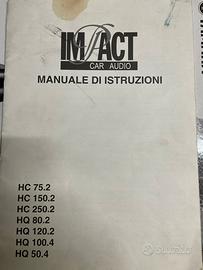 IMPACT
CAR AUDIO
MANUALE DI ISTRUZIONI
HC 75.2
HC 150.2
HC 250.2
HQ 80.2
HQ 120.2
HQ 100.4
HQ 50.4
subito